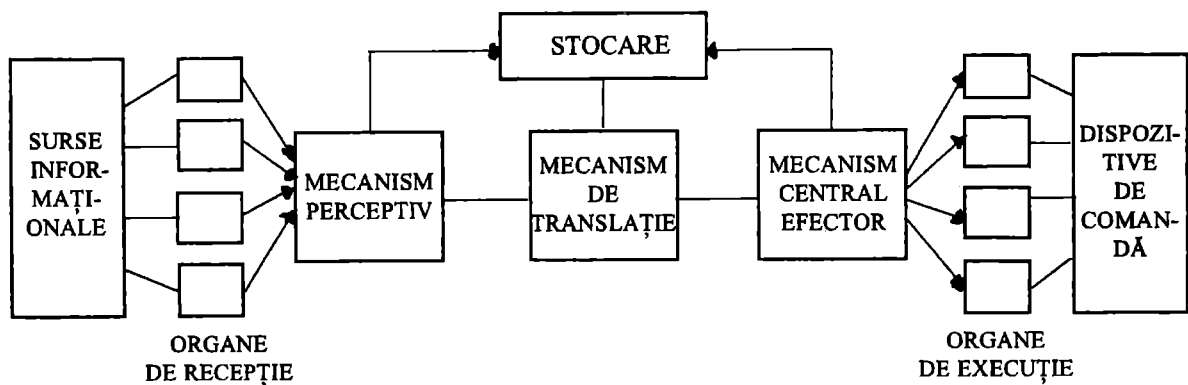 STOCARE
SURSE
INFOR-
MAȚI-
ONALE
MECANISM
PERCEPTIV
MECANISM
DE
TRANSLAȚIE
MECANISM
CENTRAL
EFECTOR
DISPOZI-
TIVE
DE
COMAN-
DĂ
ORGANE
DE RECEPȚIE
ORGANE
DE EXECUȚIE